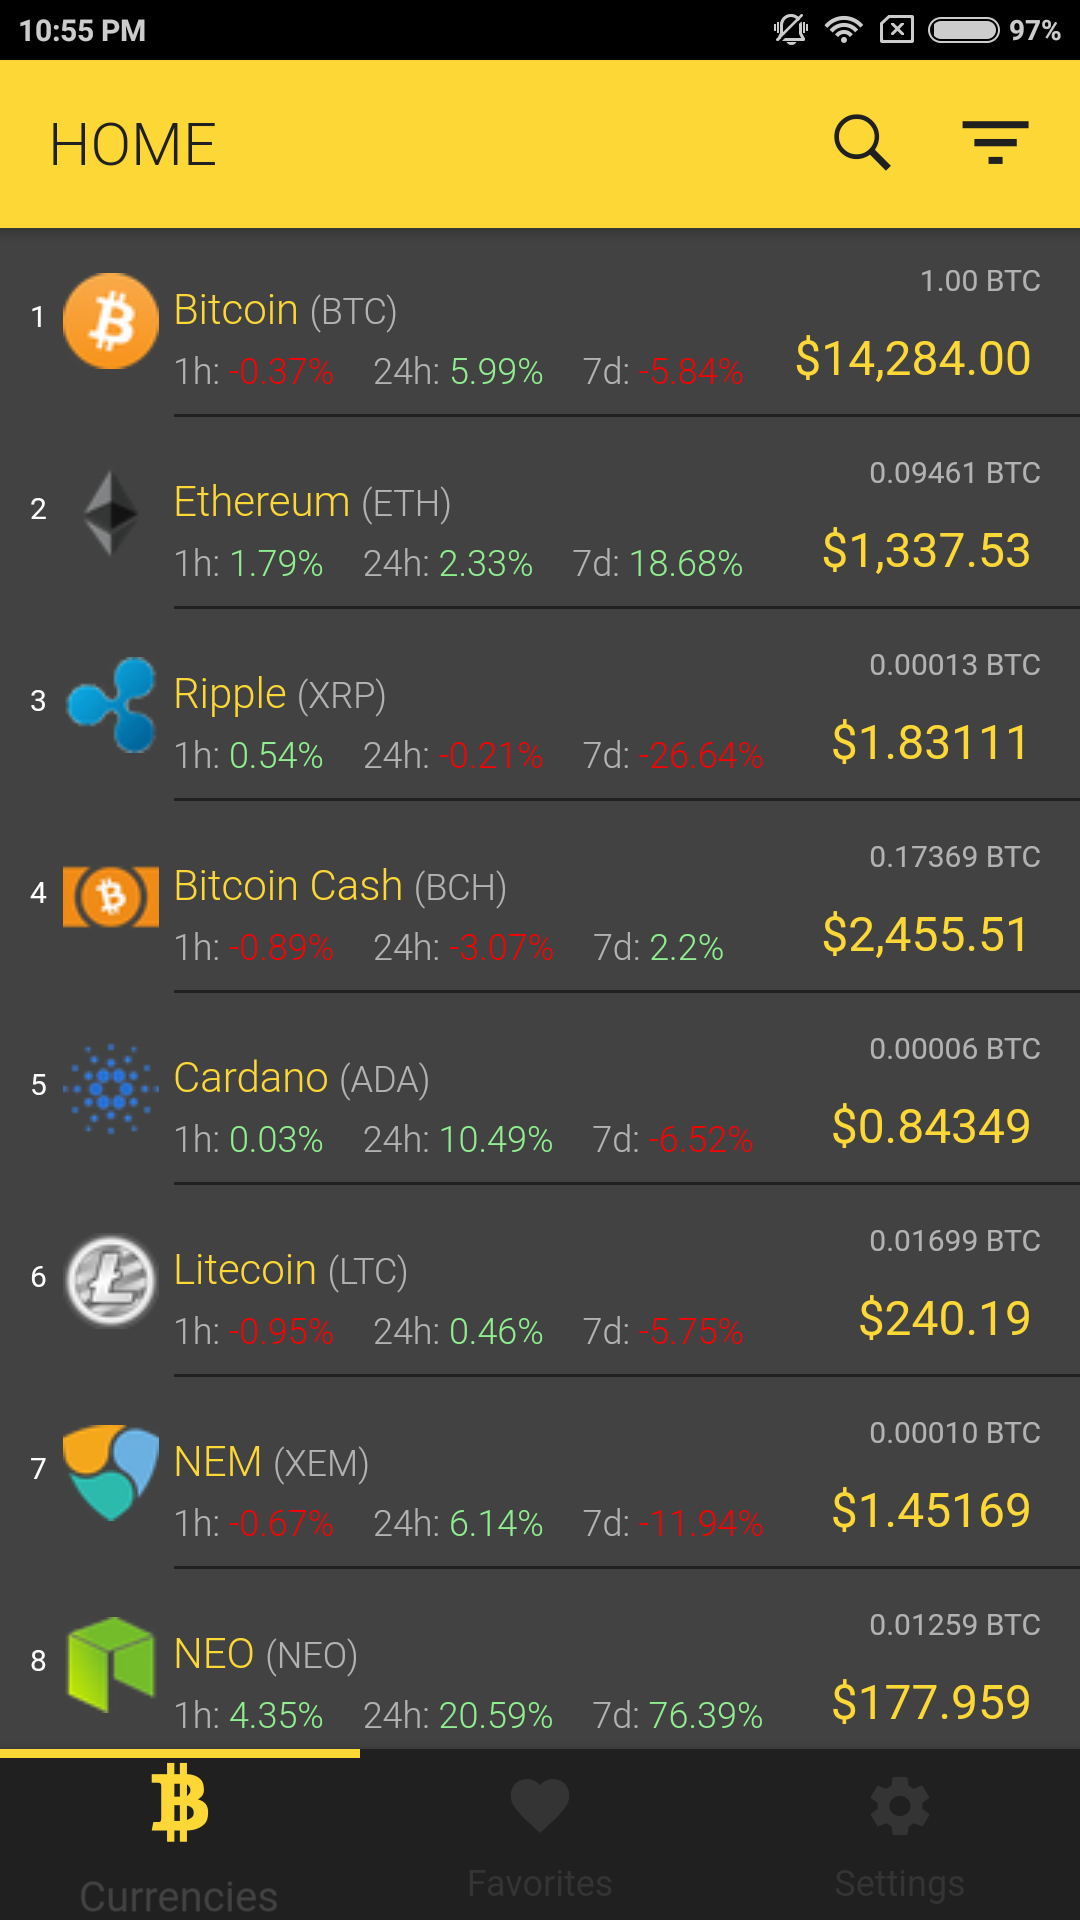 10:55 PM 97%
HOME
1.00 BTC
1 Bitcoin (BTC)
$14,284.00
1h: -0.37% 24h: 5.99% 7d: -5.84%
0.09461 BTC
2 Ethereum (ETH)
$1,337.53
1h: 1.79% 24h: 2.33% 7d: 18.68%
0.00013 BTC
3 Ripple (XRP)
$1.83111
1h: 0.54% 24h: -0.21% 7d: -26.64%
0.17369 BTC
4 Bitcoin Cash (BCH)
$2,455.51
1h: -0.89% 24h: -3.07% 7d: 2.2%
0.00006 BTC
5 Cardano (ADA)
$0.84349
1h: 0.03% 24h: 10.49% 7d: -6.52%
0.01699 BTC
6 Litecoin (LTC)
$240.19
1h: -0.95% 24h: 0.46% 7d: -5.75%
0.00010 BTC
7 NEM (XEM)
$1.45169
1h: -0.67% 24h: 6.14% 7d: -11.94%
0.01259 BTC
8 NEO (NEO)
$177.959
1h: 4.35% 24h: 20.59% 7d: 76.39%
Currencies Favorites Settings